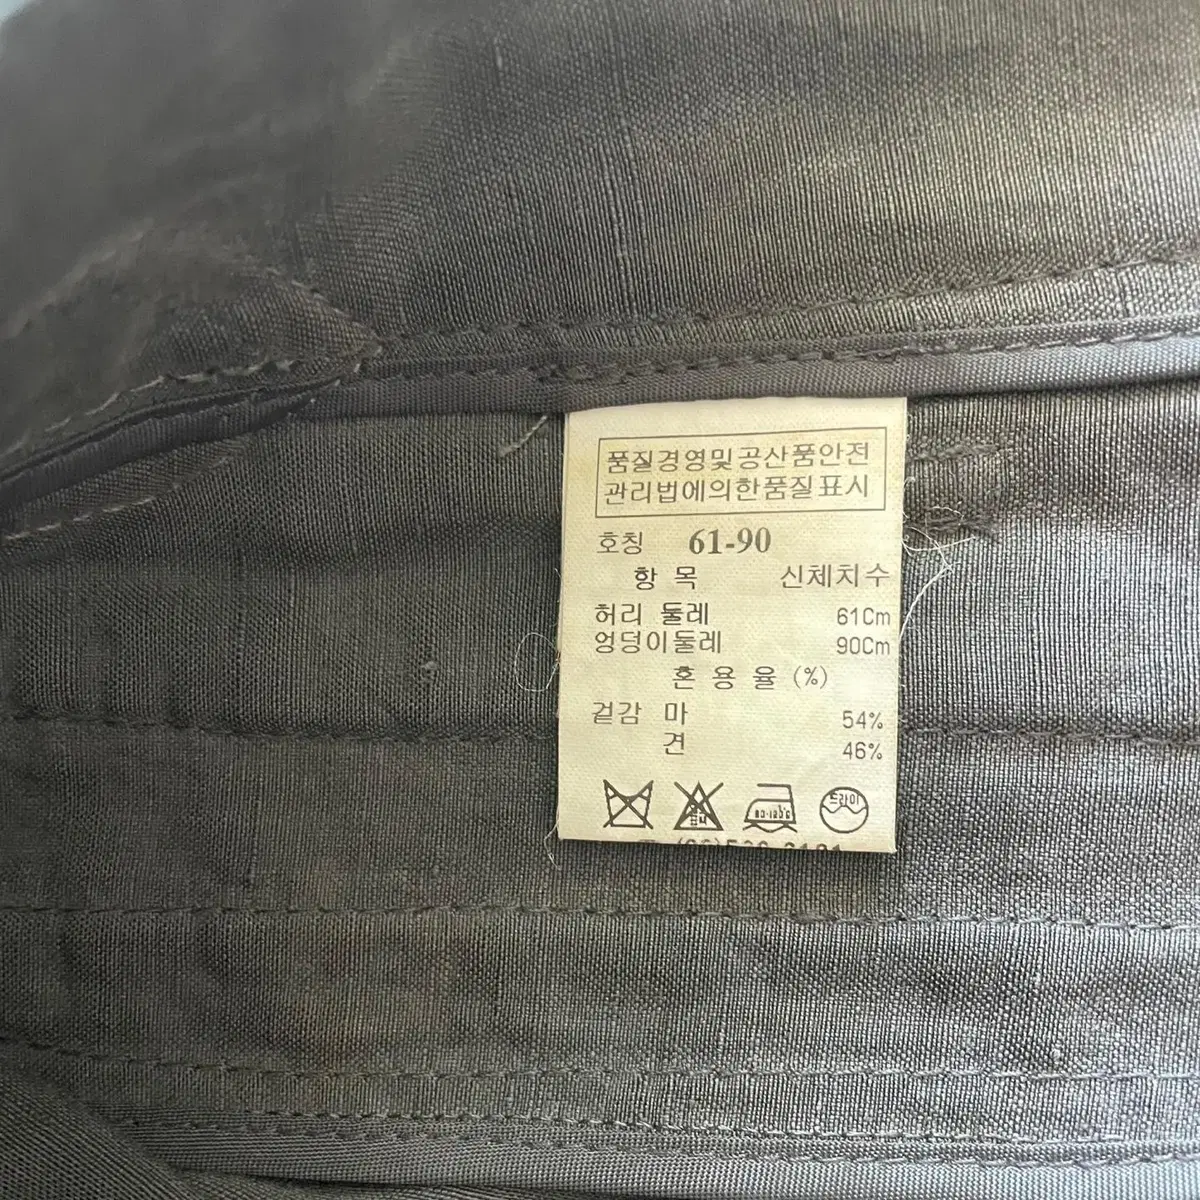 품질경영및공산품안전
관리법에의한품질표시
호칭 61-90
항 목 신체치수
허리 둘레 61Cm
엉덩이둘레 90Cm
혼 용 율 (%)
겉감 마 54%
견 46%
드라이